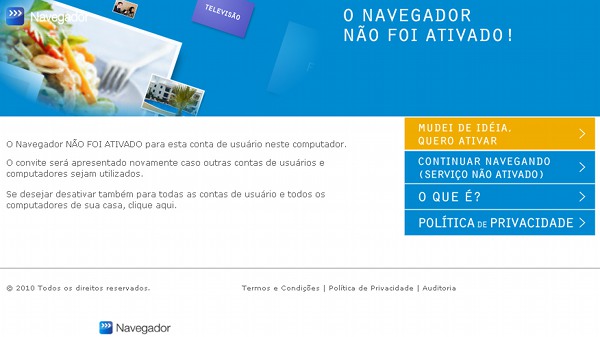 Navegador
TELEVISÃO
O NAVEGADOR
NÃO FOI ATIVADO!
O Navegador NÃO FOI ATIVADO para esta conta de usuário neste computador.
O convite será apresentado novamente caso outras contas de usuários e
computadores sejam utilizados.
Se desejar desativar também para todas as contas de usuário e todos os
computadores de sua casa, clique aqui.
MUDEI DE IDÉIA.
QUERO ATIVAR
CONTINUAR NAVEGANDO
(SERVIÇO NÃO ATIVADO)
O QUE É?
POLÍTICA DE PRIVACIDADE
© 2010 Todos os direitos reservados.
Termos e Condições | Política de Privacidade | Auditoria
Navegador